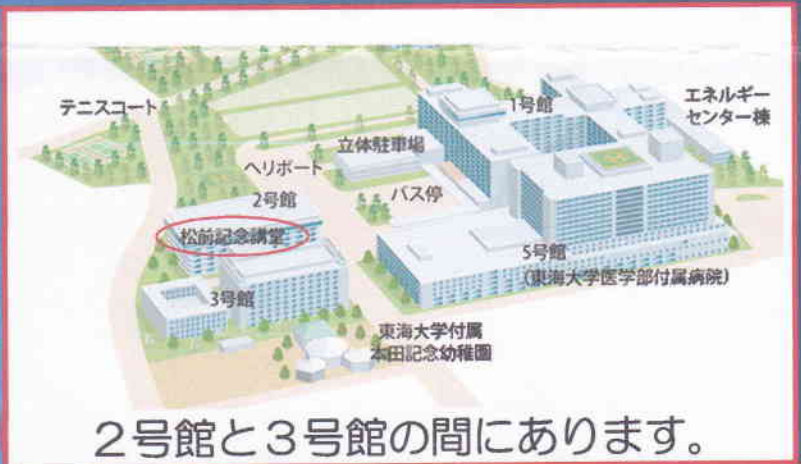 テニスコート
1号館
エネルギー
センター棟
立体駐車場
ヘリポート
バス停
2号館
松前記念講堂
5号館
(東海大学医学部付属病院)
3号館
東海大学付属
本田記念幼稚園
2号館と3号館の間にあります。